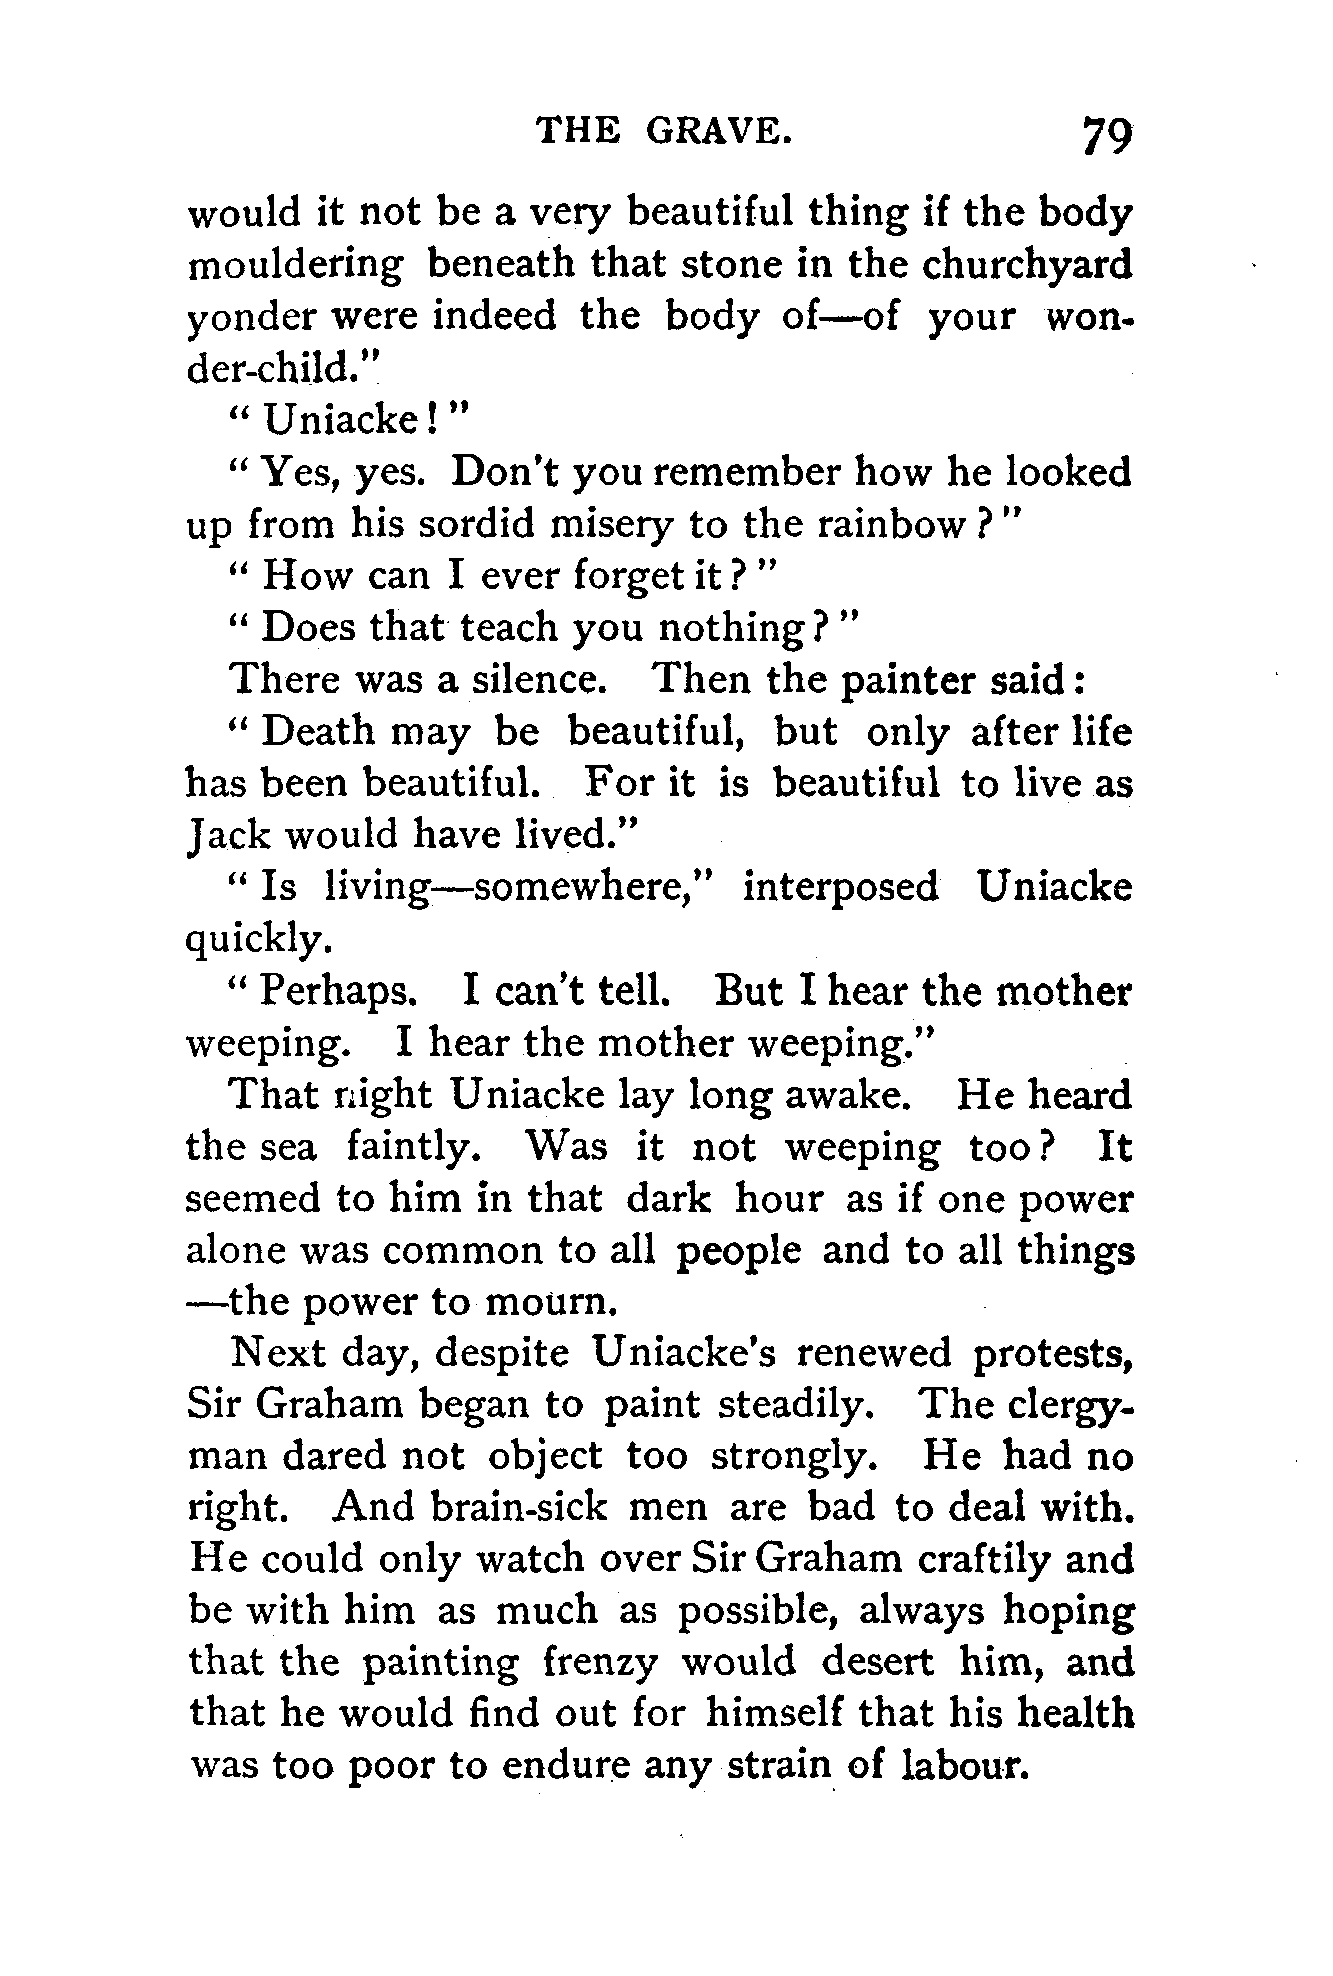 THE GRAVE. 79
would it not be a very beautiful thing if the body
mouldering beneath that stone in the churchyard
yonder were indeed the body of—of your won-
der-child."
" Uniacke ! "
" Yes, yes. Don't you remember how he looked
up from his sordid misery to the rainbow ? "
" How can I ever forget it ? "
" Does that teach you nothing ? "
There was a silence. Then the painter said :
" Death may be beautiful, but only after life
has been beautiful. For it is beautiful to live as
Jack would have lived."
" Is living—somewhere," interposed Uniacke
quickly.
" Perhaps. I can't tell. But I hear the mother
weeping. I hear the mother weeping."
That night Uniacke lay long awake. He heard
the sea faintly. Was it not weeping too ? It
seemed to him in that dark hour as if one power
alone was common to all people and to all things
—the power to mourn.
Next day, despite Uniacke's renewed protests,
Sir Graham began to paint steadily. The clergy-
man dared not object too strongly. He had no
right. And brain-sick men are bad to deal with.
He could only watch over Sir Graham craftily and
be with him as much as possible, always hoping
that the painting frenzy would desert him, and
that he would find out for himself that his health
was too poor to endure any strain of labour.